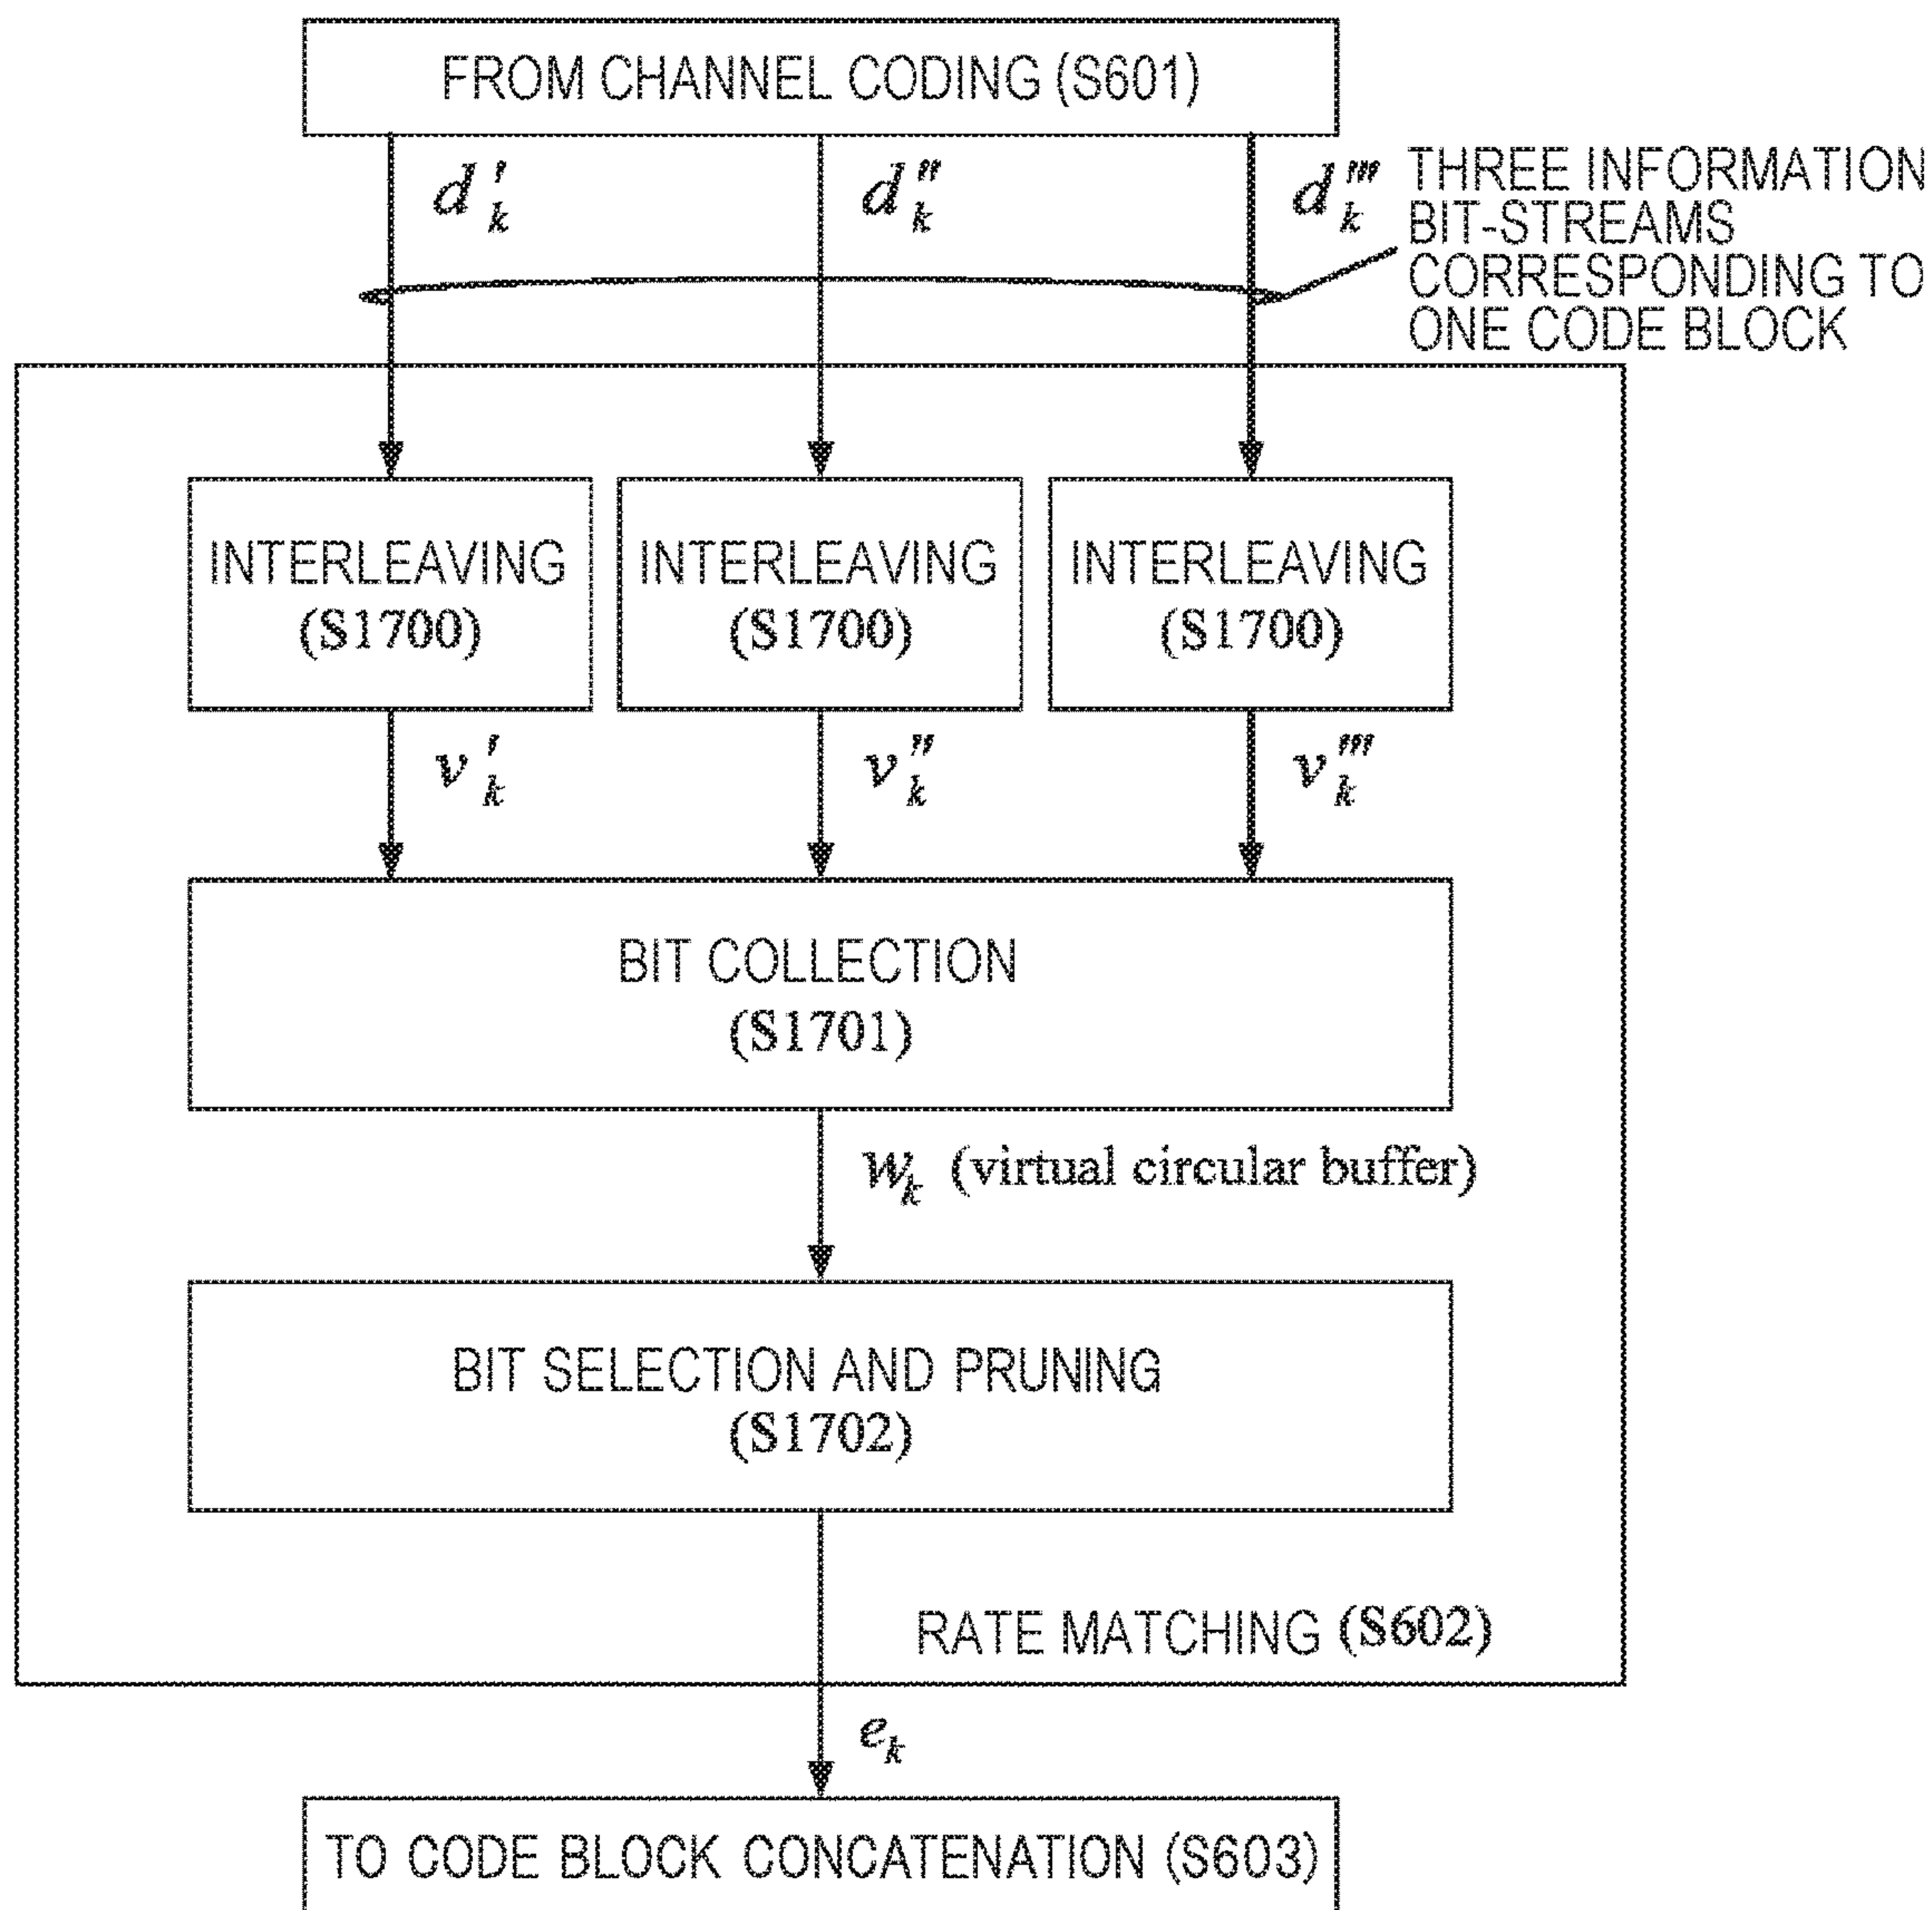 FROM CHANNEL CODING (S601)
d'k d''k d'''k
THREE INFORMATION
BIT-STREAMS
CORRESPONDING TO
ONE CODE BLOCK
INTERLEAVING INTERLEAVING INTERLEAVING
(S1700) (S1700) (S1700)
v'k v''k v'''k
BIT COLLECTION
(S1701)
wk (virtual circular buffer)
BIT SELECTION AND PRUNING
(S1702)
RATE MATCHING (S602)
ek
TO CODE BLOCK CONCATENATION (S603)